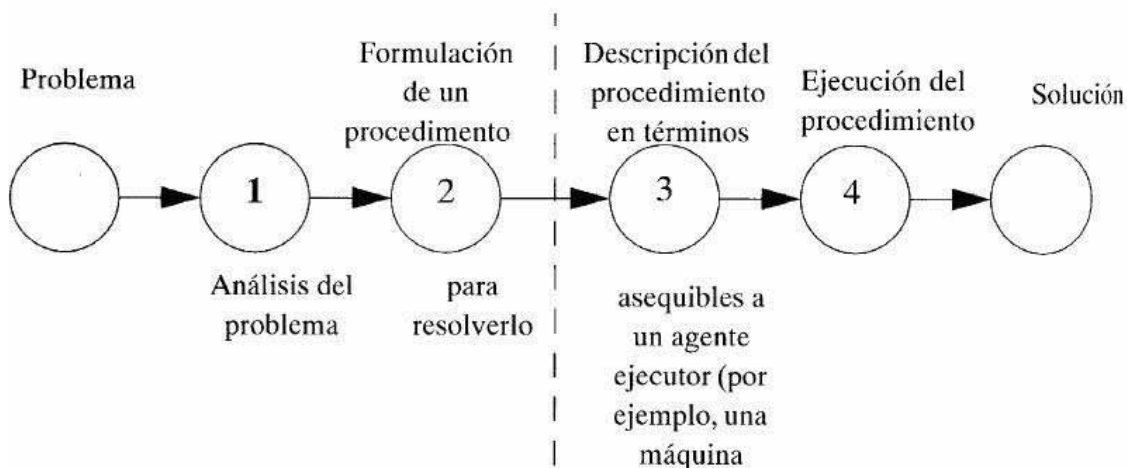 Problema
1
Análisis del
problema
Formulación
de un
procedimento
2
para
resolverlo
Descripción del
procedimiento
en términos
3
asequibles a
un agente
ejecutor (por
ejemplo, una
máquina
Ejecución del
procedimiento
4
Solución